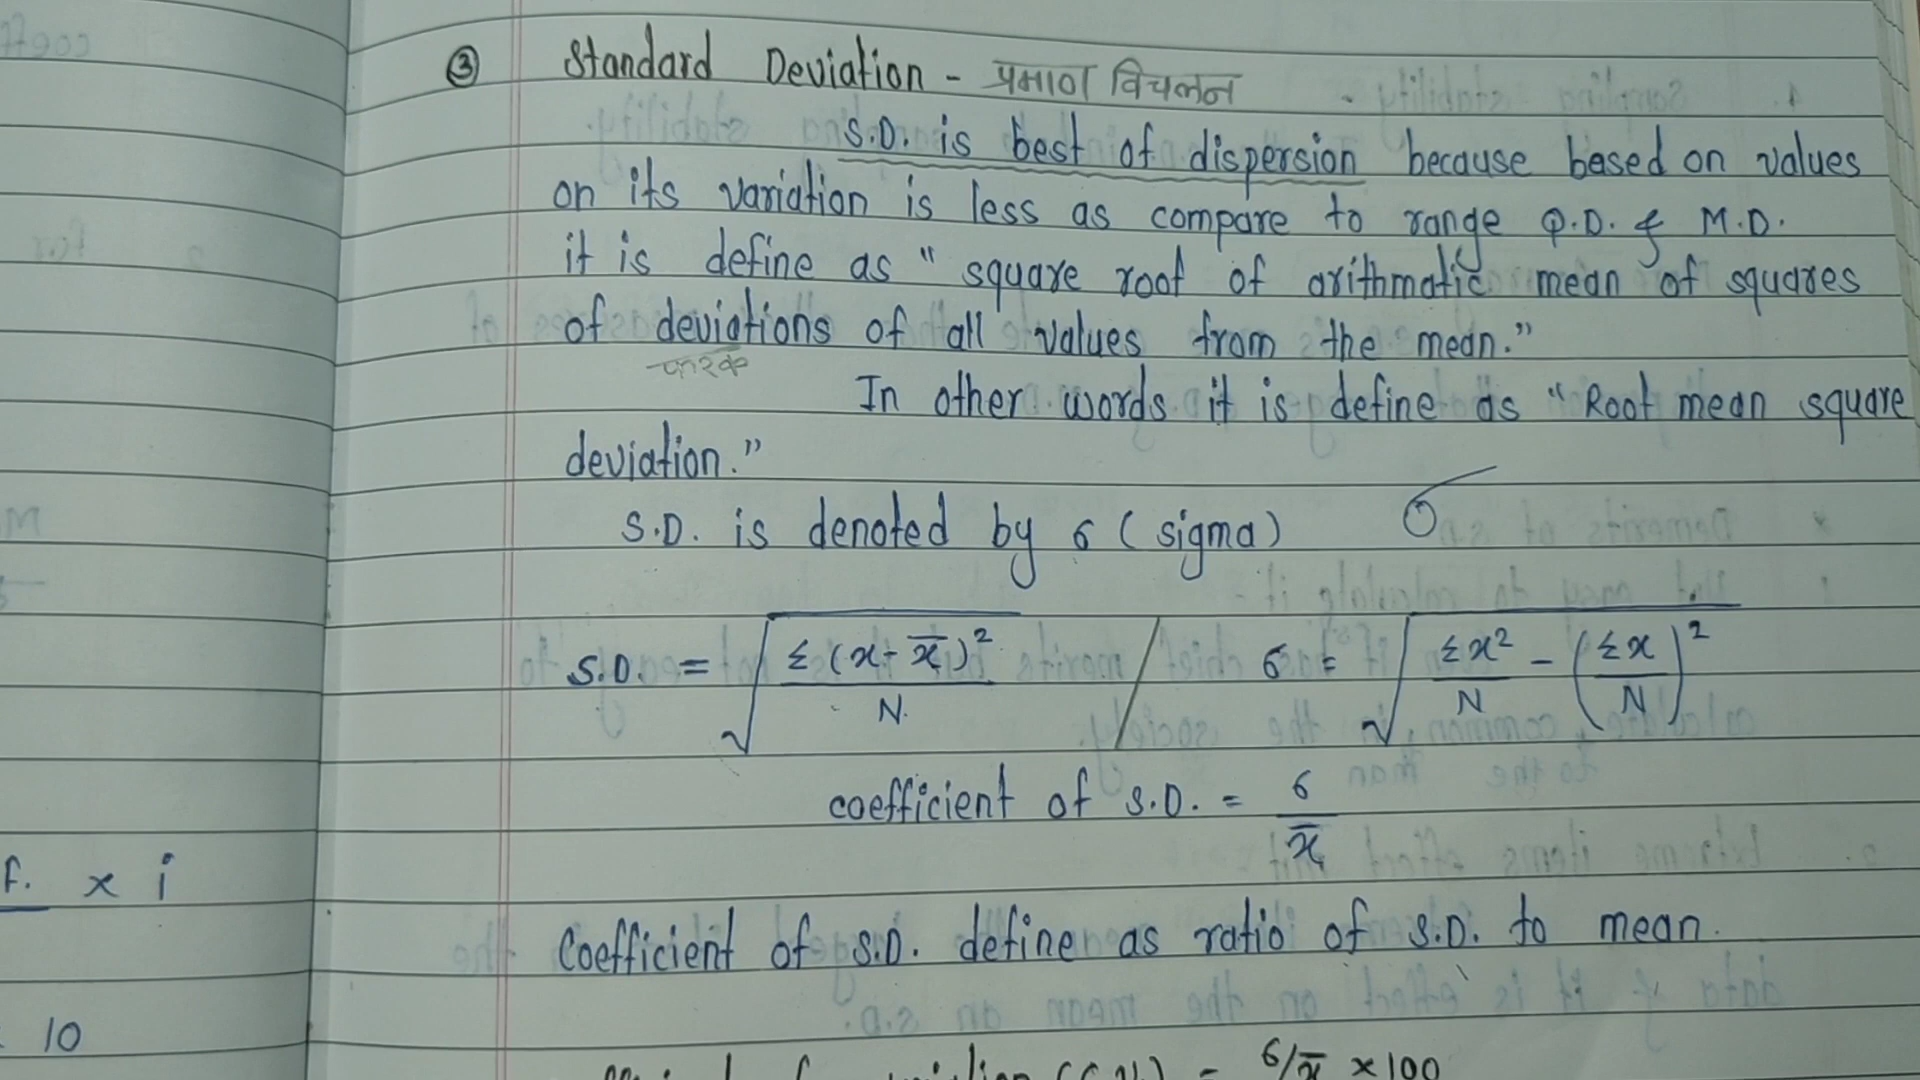 ③ Standard Deviation - प्रमाण विचलन
S.D. is best of dispersion because based on values
on its variation is less as compare to range Q.D. & M.D.
it is define as " square root of arithmatic mean of squares
of deviations of all values from the mean."
In other words it is define as "Root mean square
deviation."
S.D. is denoted by σ (sigma) σ
S.D. = √(Σ(x-x̄)²/N) / σ = √(Σx²/N - (Σx/N)²)
coefficient of S.D. = σ/x̄
Coefficient of S.D. define as ratio of S.D. to mean.
= σ/x̄ × 100
f. x i
10